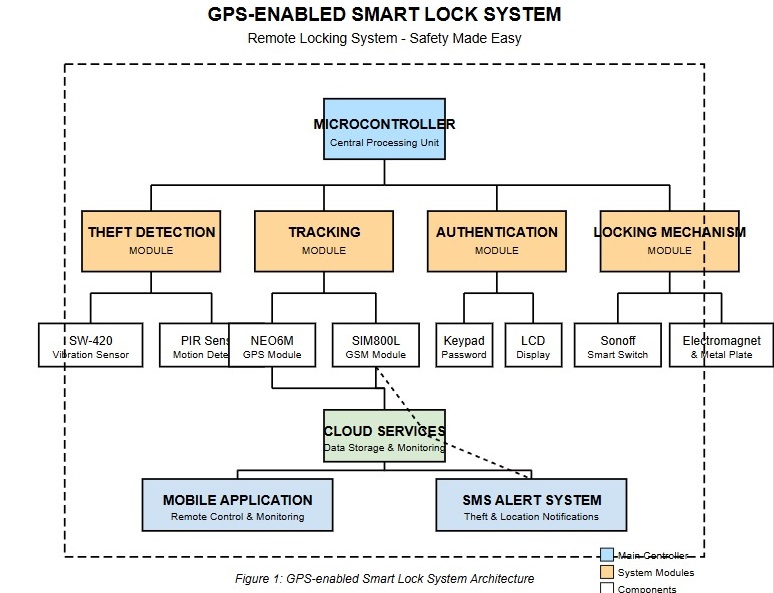 GPS-ENABLED SMART LOCK SYSTEM
Remote Locking System - Safety Made Easy
MICROCONTROLLER
Central Processing Unit
THEFT DETECTION
MODULE
TRACKING
MODULE
AUTHENTICATION
MODULE
LOCKING MECHANISM
MODULE
SW-420
Vibration Sensor
PIR Sens
Motion Dete
NEO6M
GPS Module
SIM800L
GSM Module
Keypad
Password
LCD
Display
Sonoff
Smart Switch
Electromagnet
& Metal Plate
CLOUD SERVICES
Data Storage & Monitoring
MOBILE APPLICATION
Remote Control & Monitoring
SMS ALERT SYSTEM
Theft & Location Notifications
Main Controller
System Modules
Components
Figure 1: GPS-enabled Smart Lock System Architecture